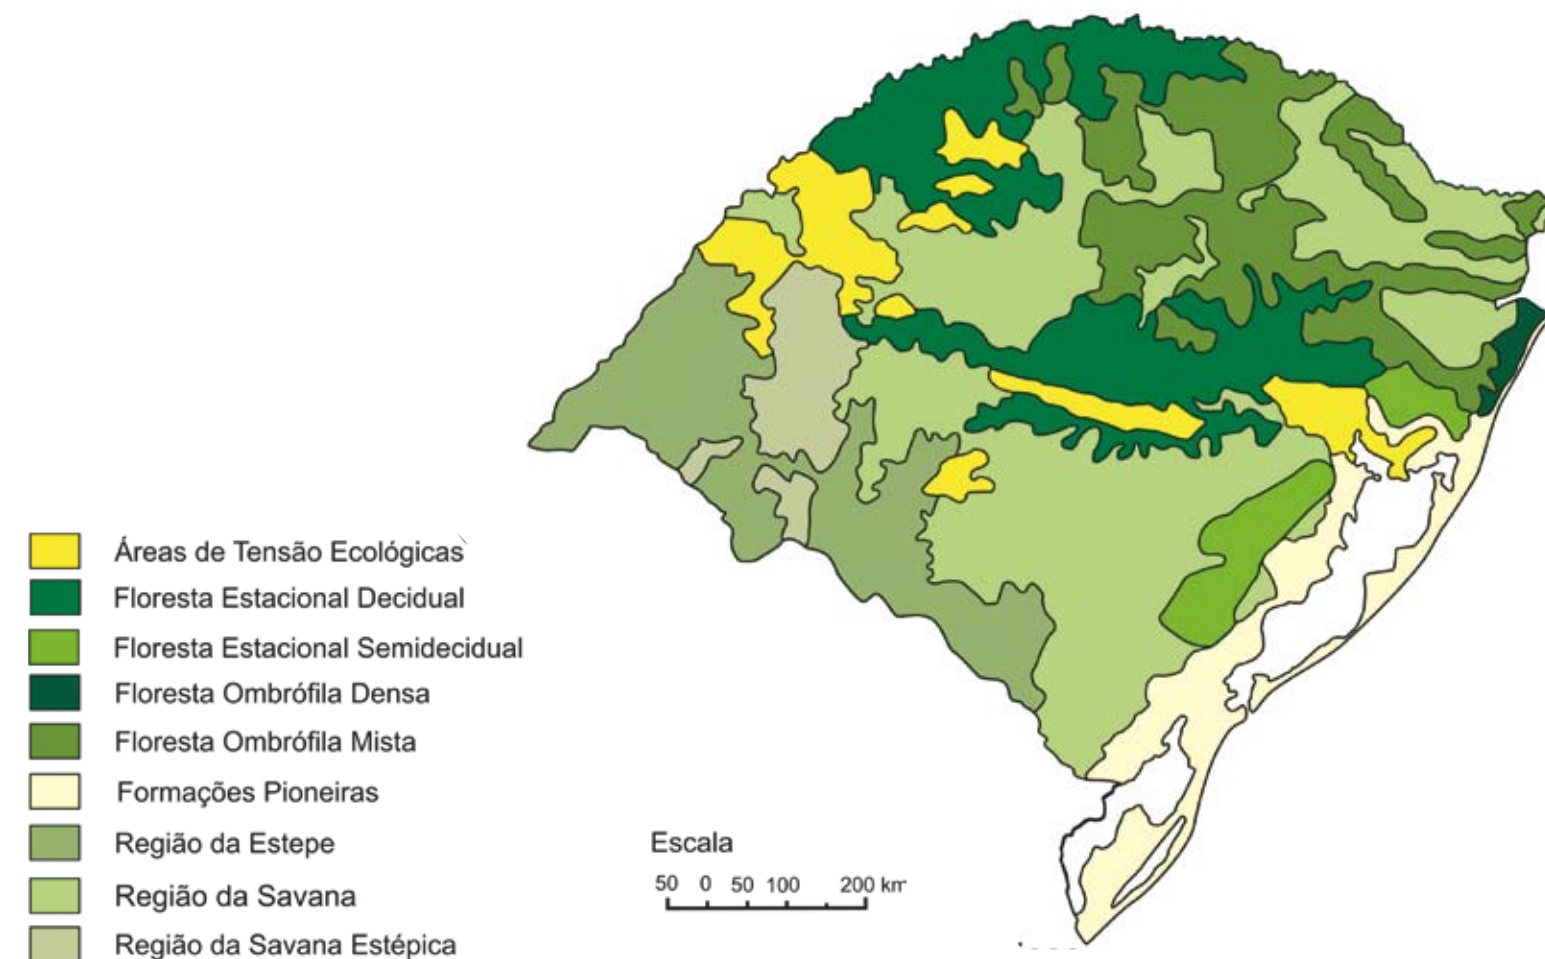 Áreas de Tensão Ecológicas
Floresta Estacional Decidual
Floresta Estacional Semidecidual
Floresta Ombrófila Densa
Floresta Ombrófila Mista
Formações Pioneiras
Região da Estepe
Região da Savana
Região da Savana Estépica
Escala
50 0 50 100 200 km